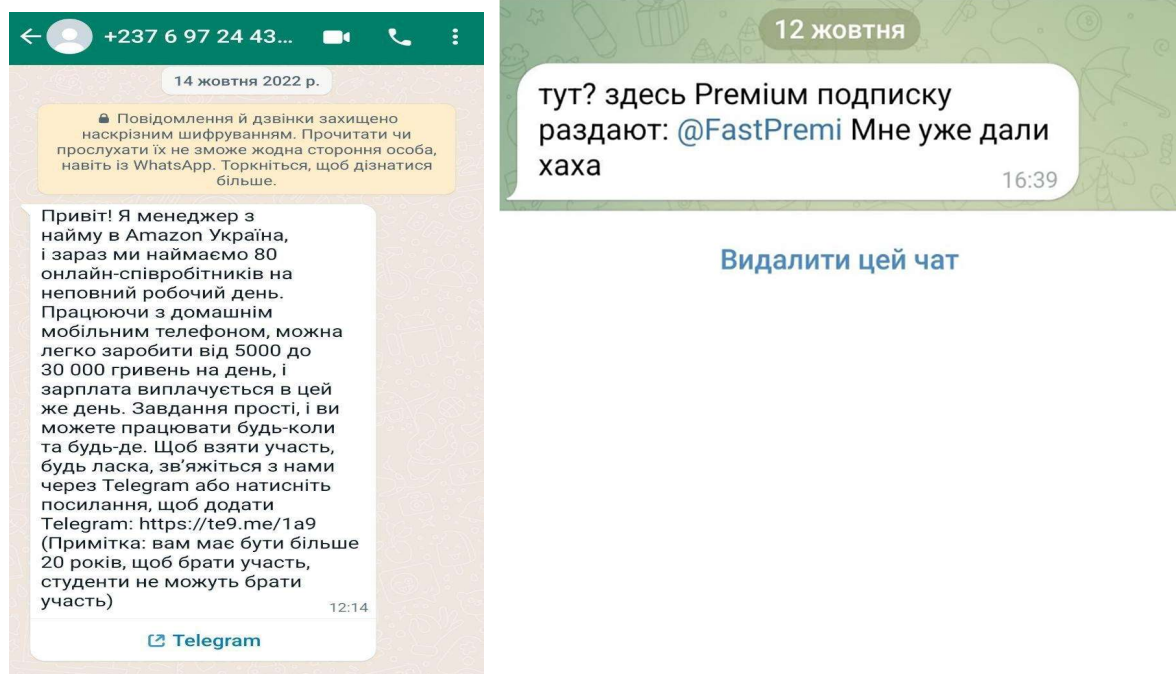 +237 6 97 24 43...
14 жовтня 2022 р.
Повідомлення й дзвінки захищено
наскрізним шифруванням. Прочитати чи
прослухати їх не зможе жодна стороння особа,
навіть із WhatsApp. Торкніться, щоб дізнатися
більше.
Привіт! Я менеджер з
найму в Amazon Україна,
і зараз ми наймаємо 80
онлайн-співробітників на
неповний робочий день.
Працюючи з домашнім
мобільним телефоном, можна
легко заробити від 5000 до
30 000 гривень на день, і
зарплата виплачується в цей
же день. Завдання прості, і ви
можете працювати будь-коли
та будь-де. Щоб взяти участь,
будь ласка, зв’яжіться з нами
через Telegram або натисніть
посилання, щоб додати
Telegram: https://te9.me/1a9
(Примітка: вам має бути більше
20 років, щоб брати участь,
студенти не можуть брати
участь)
12:14
Telegram
12 жовтня
тут? здесь Premiuм подписку
раздают: @FastPremi Мне уже дали
хаха
16:39
Видалити цей чат